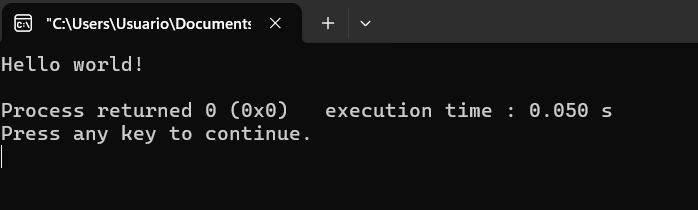 "C:\Users\Usuario\Documents
Hello world!
Process returned 0 (0x0)   execution time : 0.050 s
Press any key to continue.